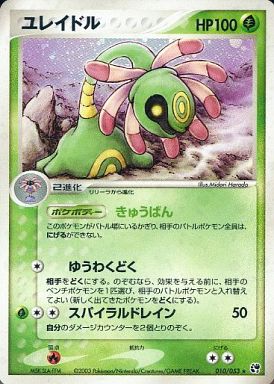 ユレイドル HP100
Illus. Midori Harada
1進化 リリーラから進化
ポケボディー きゅうばん
このポケモンがバトル場にいるかぎり、相手のバトルポケモン全員は、
にげるができない。
ゆうわくどく
相手をどくにする。のぞむなら、効果を与える前に、相手のベンチ
ポケモンを1匹選び、相手のバトルポケモンと入れ替えて
よい(新しく出てきたポケモンをどくにする)。
スパイラルドレイン 50
自分のダメージカウンターを2個とりのぞく。
弱点 抵抗力 にげる
©2003 Pokémon/Nintendo/Creatures/GAME FREAK.
010/053